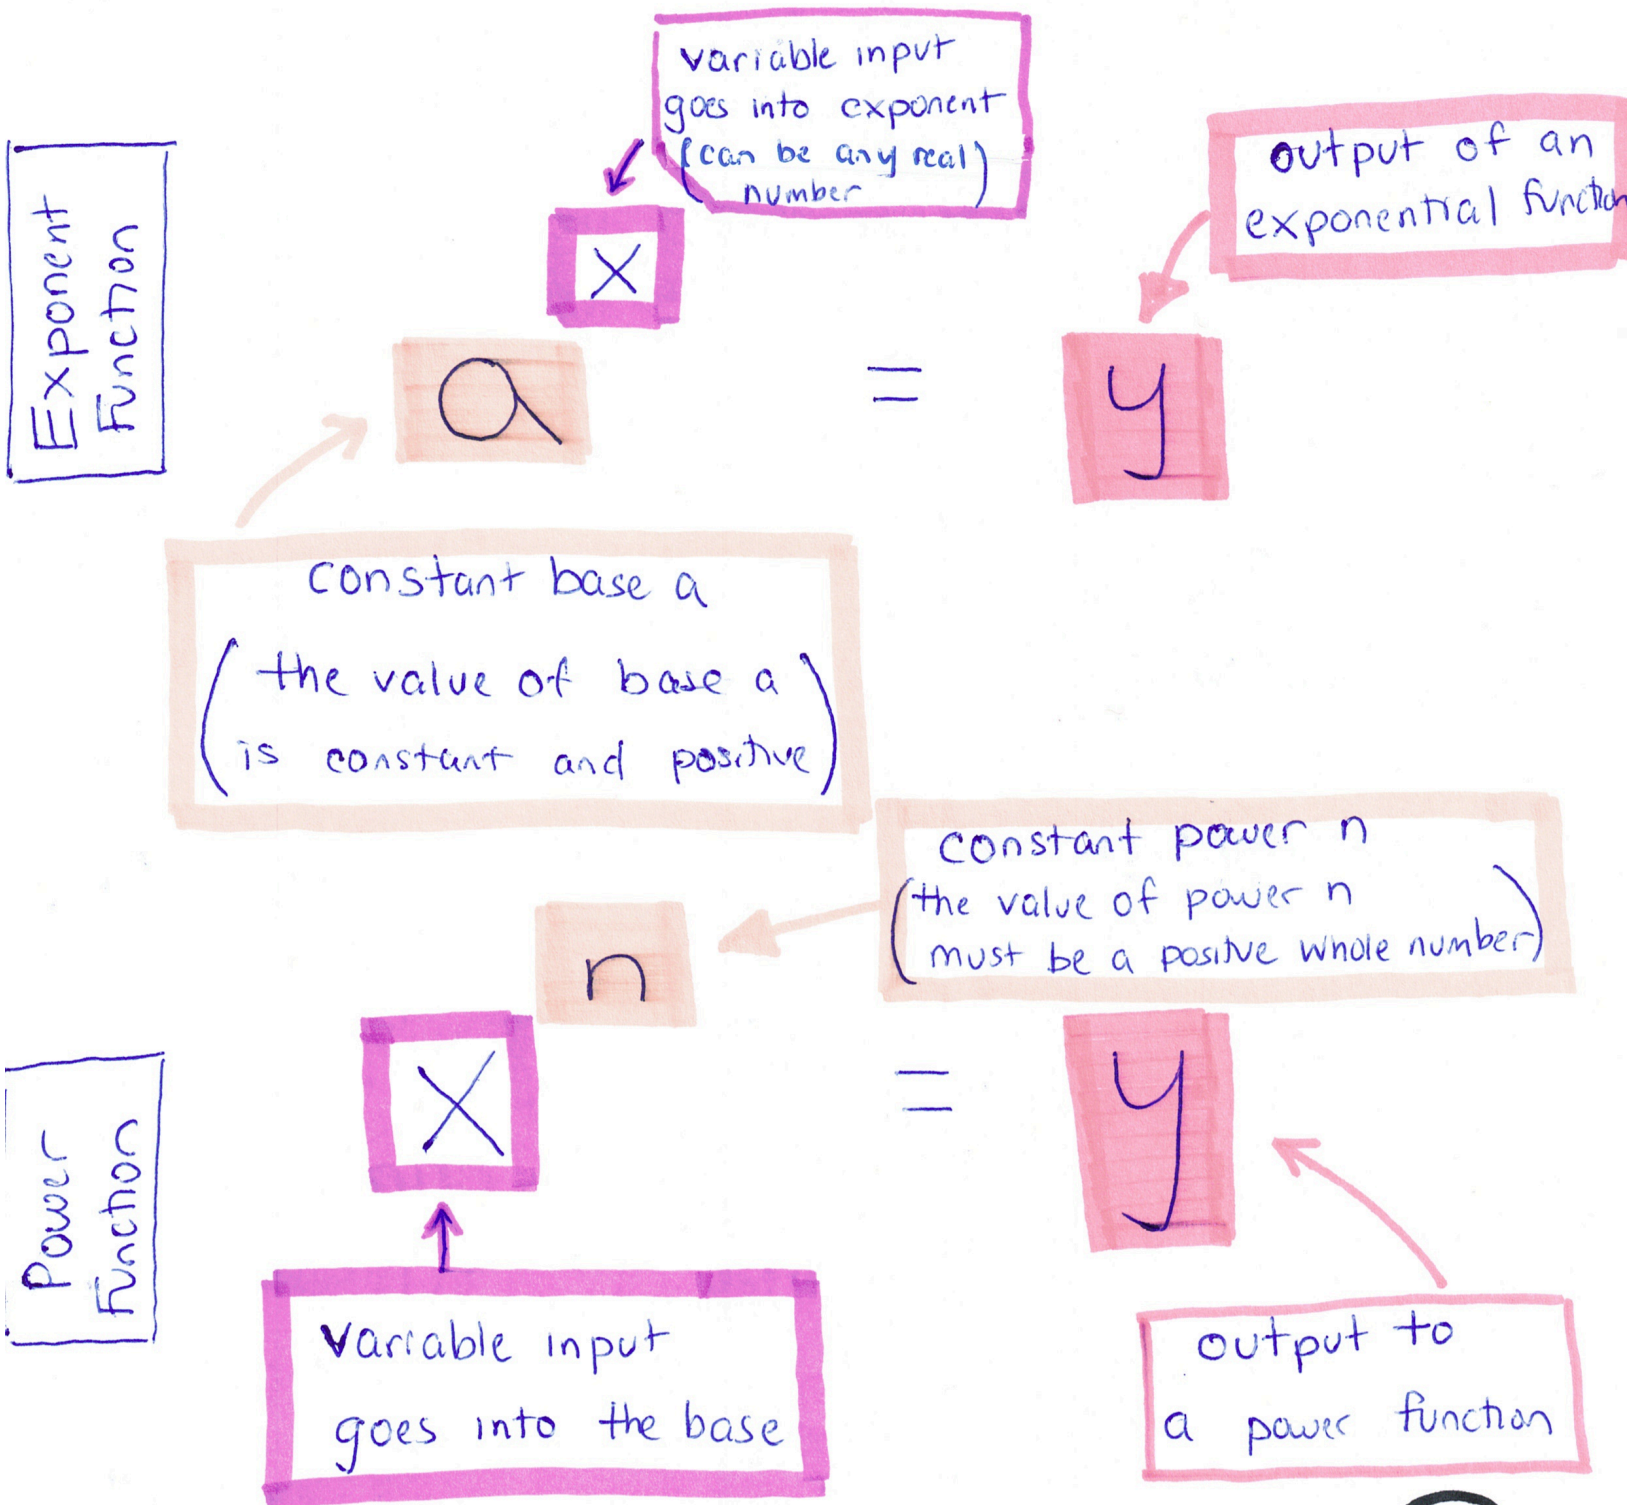 Exponent
Function
variable input
goes into exponent
(can be any real
number)
x
a
=
y
output of an
exponential function
constant base a
(the value of base a
is constant and positive)
Power
Function
constant power n
(the value of power n
must be a positve whole number)
n
x
=
y
variable input
goes into the base
output to
a power function